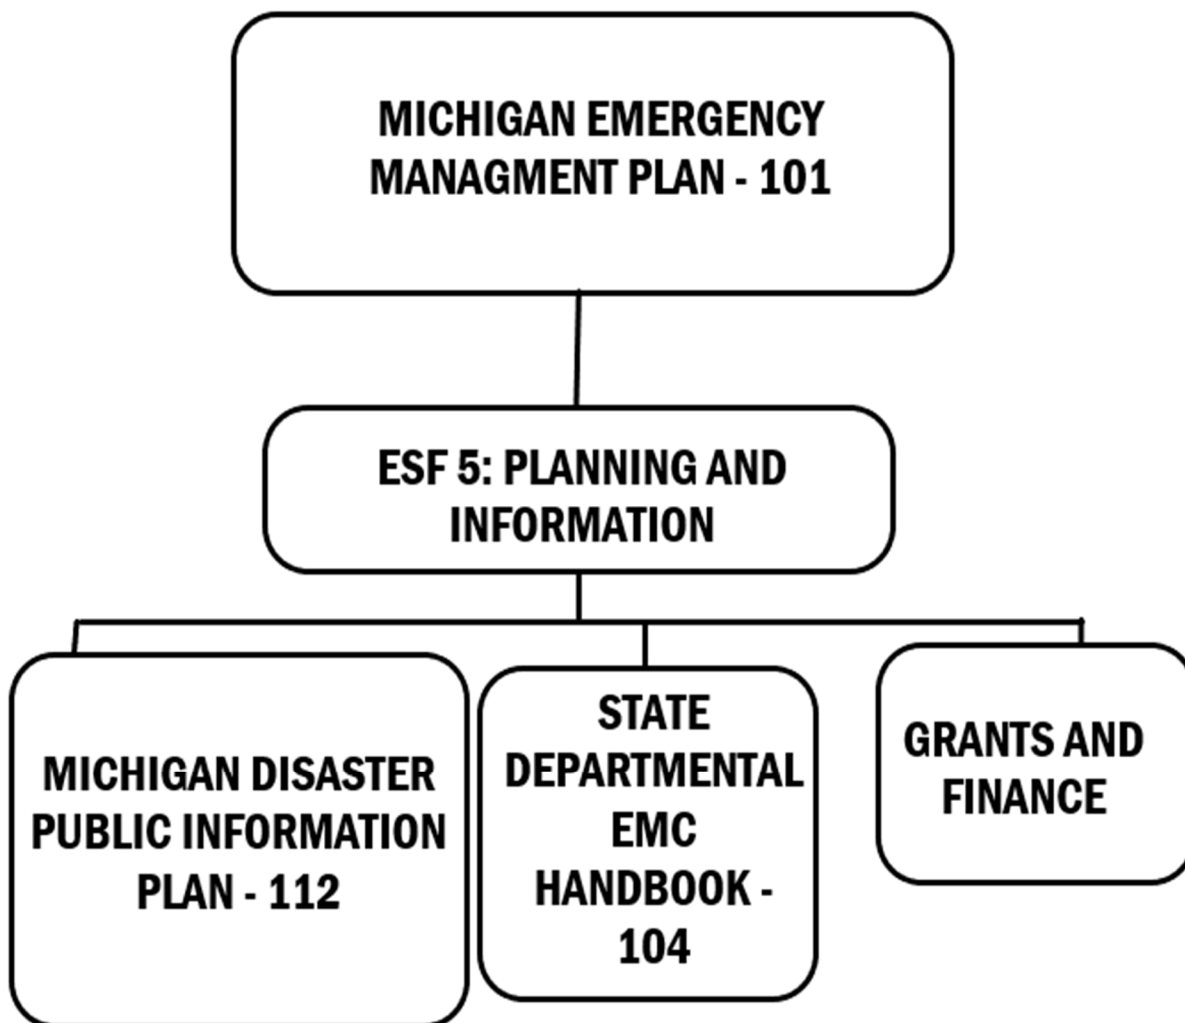 MICHIGAN EMERGENCY
MANAGMENT PLAN - 101
ESF 5: PLANNING AND
INFORMATION
MICHIGAN DISASTER
PUBLIC INFORMATION
PLAN - 112
STATE
DEPARTMENTAL
EMC
HANDBOOK -
104
GRANTS AND
FINANCE